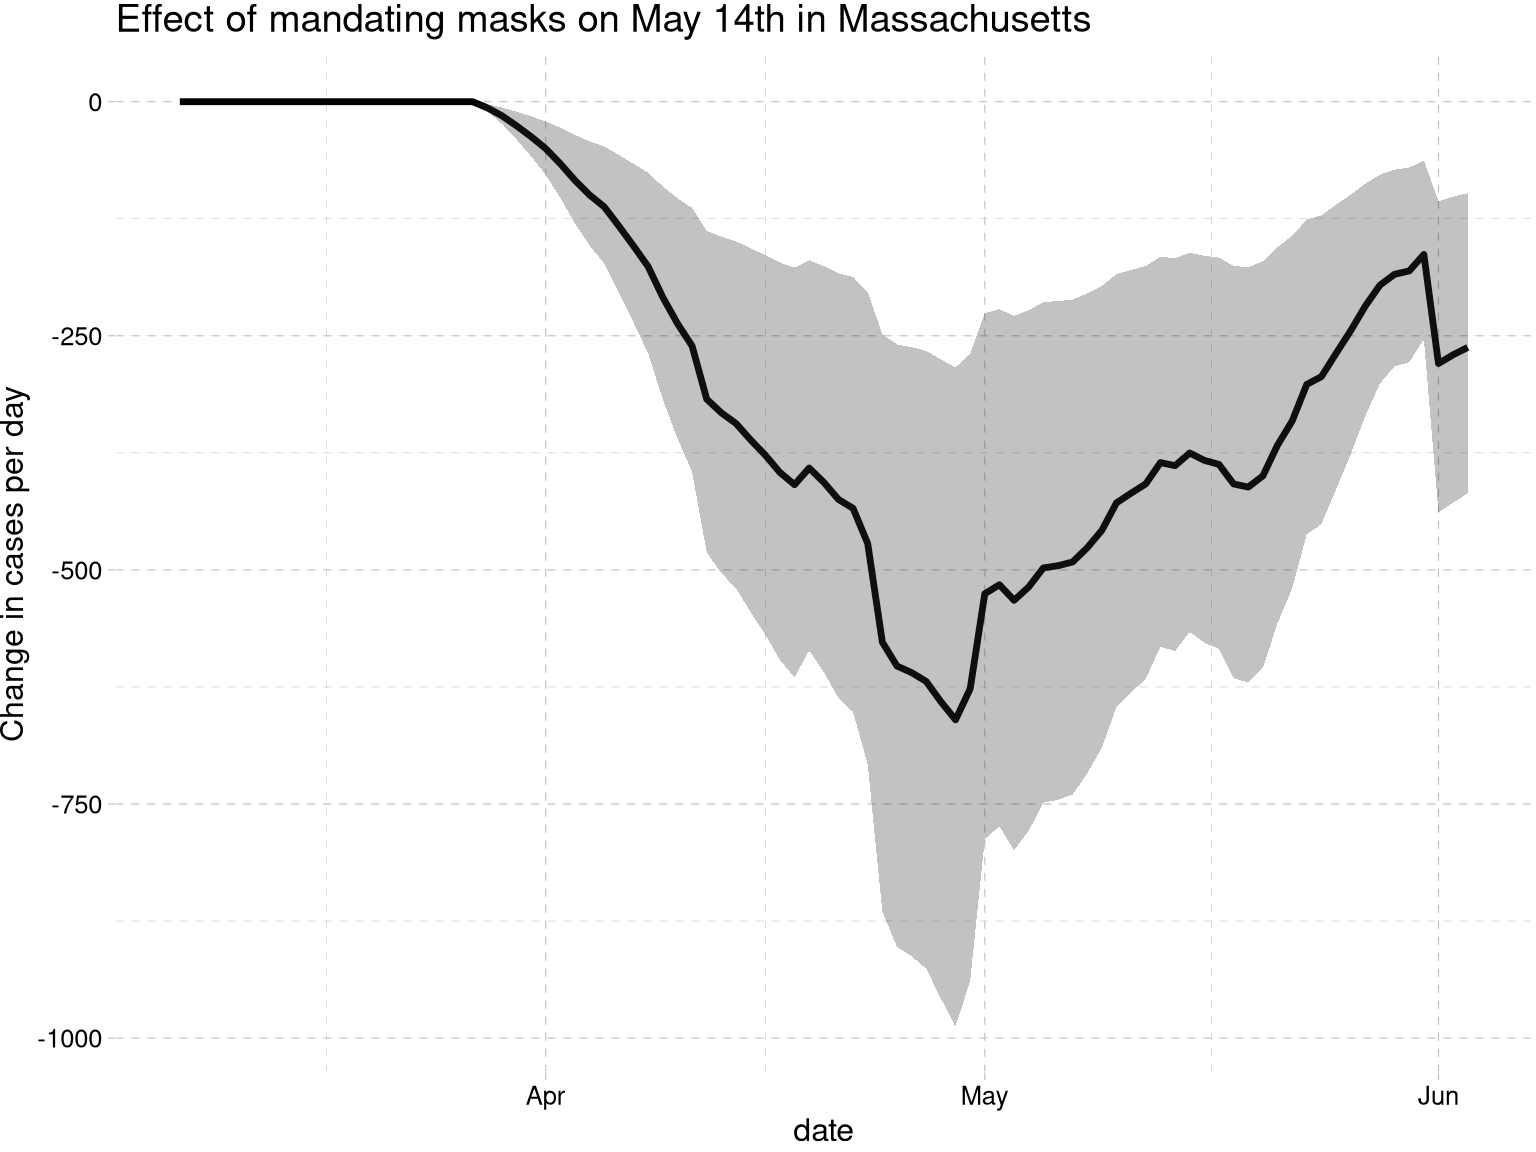 Effect of mandating masks on May 14th in Massachusetts
Change in cases per day
0
-250
-500
-750
-1000
Apr
May
Jun
date